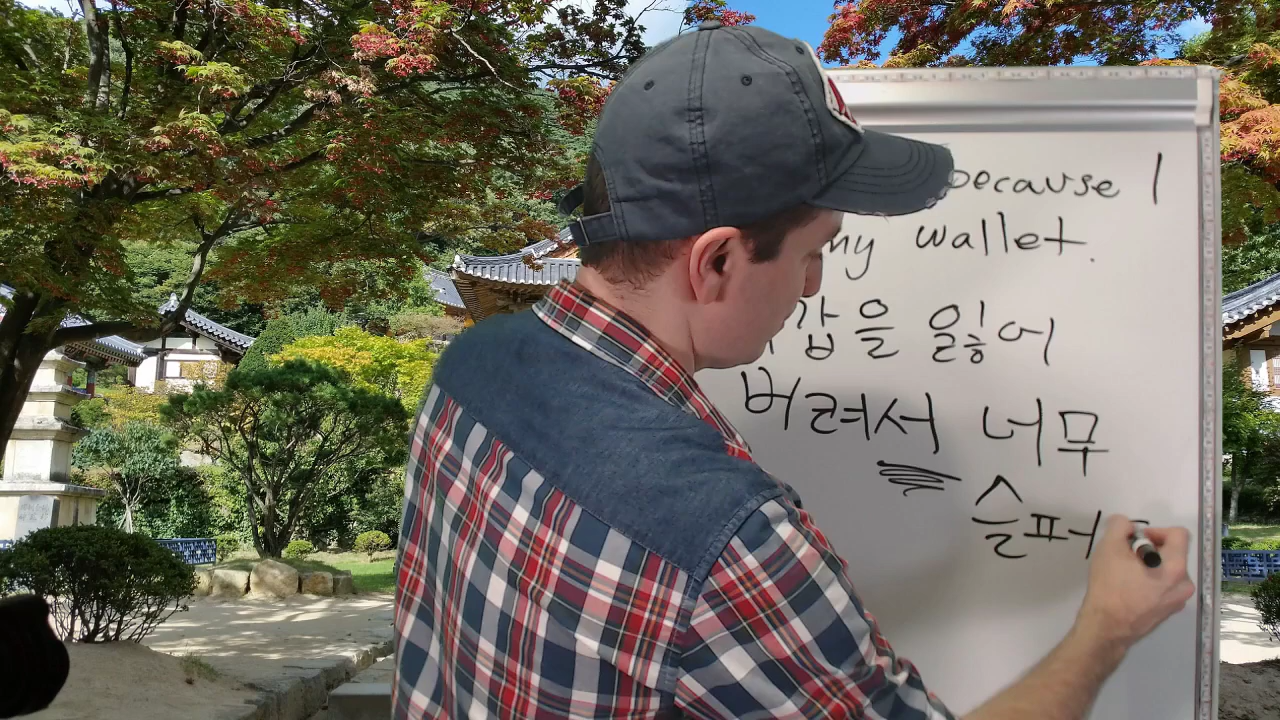 because I
my wallet.
갑을 잃어
버려서 너무
슬퍼